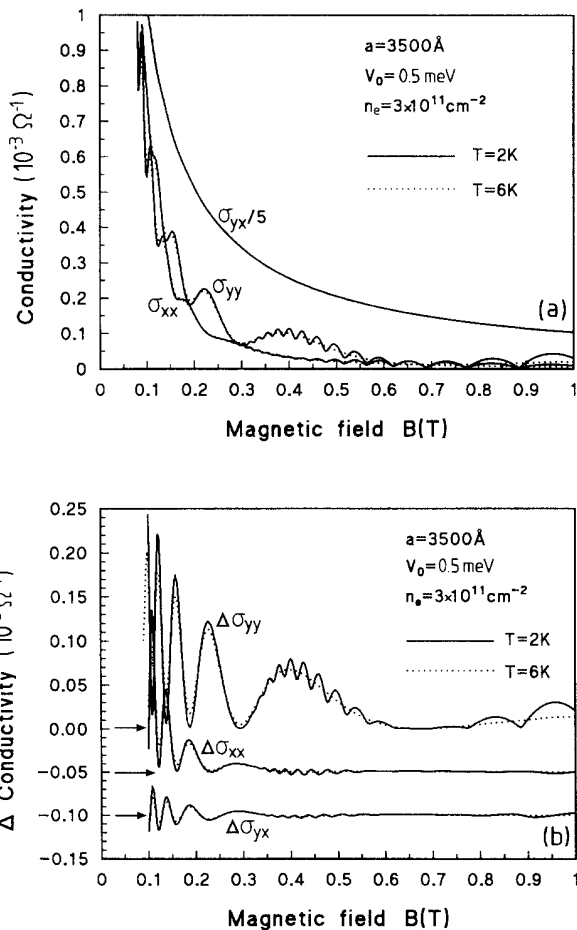 1
0.9
0.8
0.7
0.6
0.5
0.4
0.3
0.2
0.1
0
Conductivity (10⁻³ Ω⁻¹)
a=3500Å
V₀=0.5 meV
nₑ=3x10¹¹cm⁻²
T=2K
T=6K
σyx/5
σyy
σxx
(a)
0 0.1 0.2 0.3 0.4 0.5 0.6 0.7 0.8 0.9 1
Magnetic field B(T)
0.25
0.20
0.15
0.10
0.05
0.00
−0.05
−0.10
−0.15
Δ Conductivity
a=3500Å
V₀=0.5 meV
nₑ=3x10¹¹cm⁻²
T=2K
T=6K
Δσyy
Δσxx
Δσyx
(b)
0 0.1 0.2 0.3 0.4 0.5 0.6 0.7 0.8 0.9 1
Magnetic field B(T)